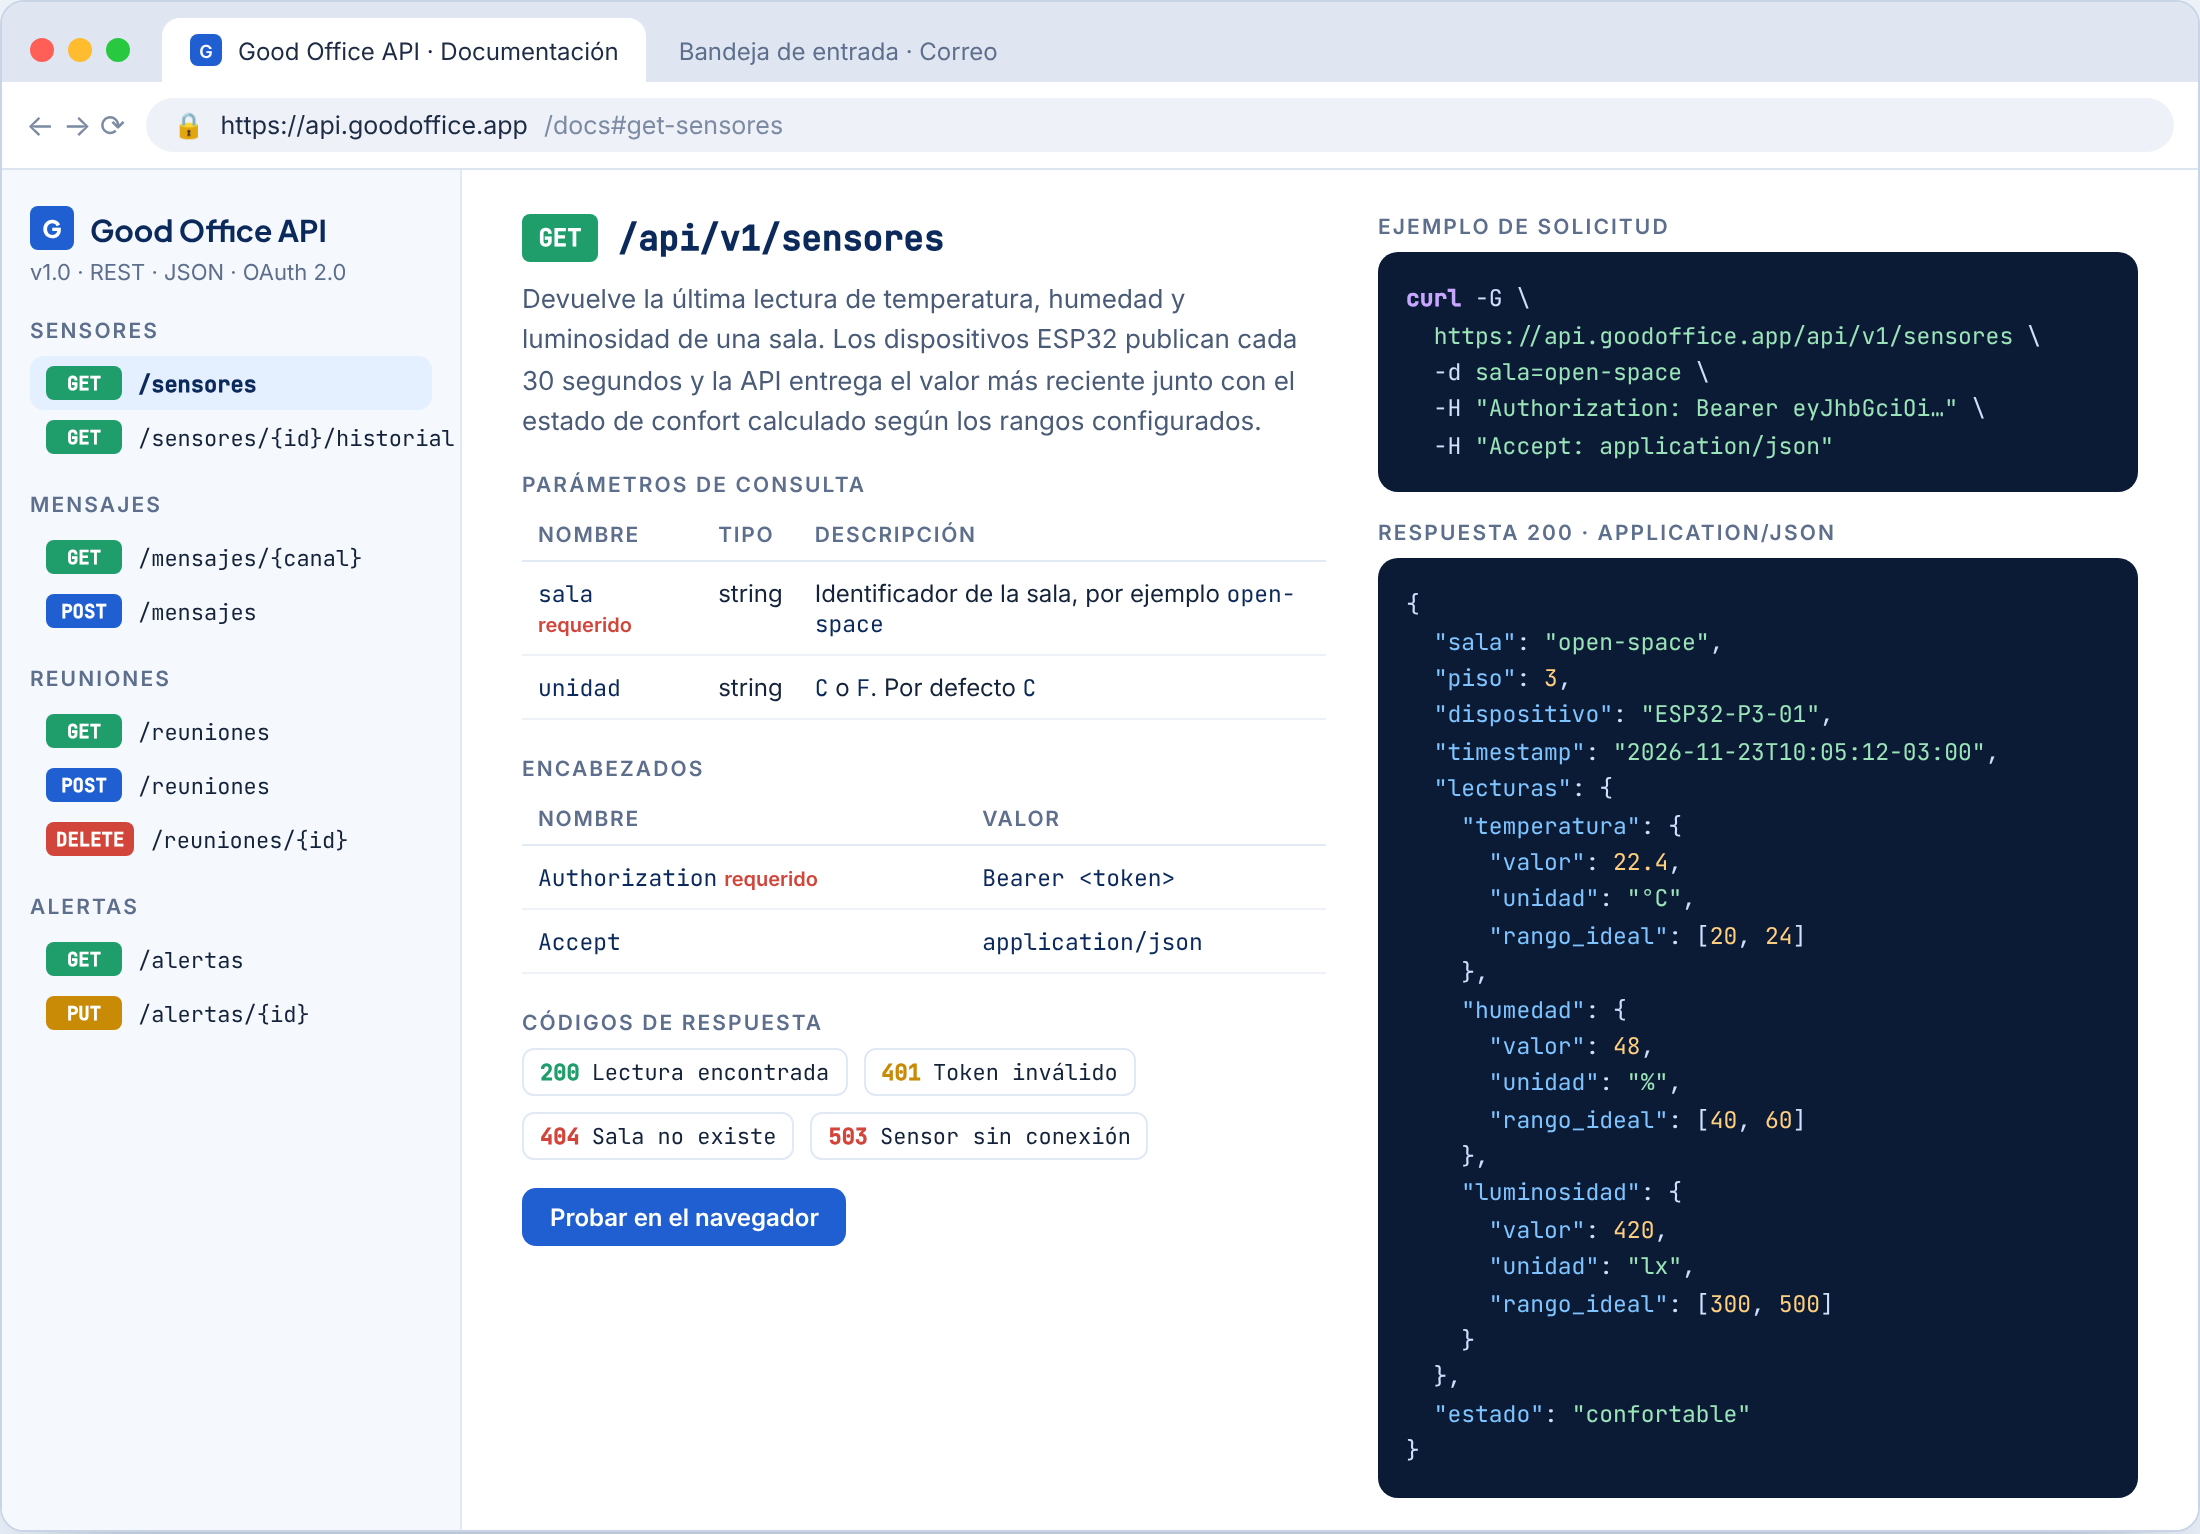 G Good Office API · Documentación
Bandeja de entrada · Correo
https://api.goodoffice.app /docs#get-sensores
G Good Office API
v1.0 · REST · JSON · OAuth 2.0
SENSORES
GET /sensores
GET /sensores/{id}/historial
MENSAJES
GET /mensajes/{canal}
POST /mensajes
REUNIONES
GET /reuniones
POST /reuniones
DELETE /reuniones/{id}
ALERTAS
GET /alertas
PUT /alertas/{id}
GET /api/v1/sensores
Devuelve la última lectura de temperatura, humedad y
luminosidad de una sala. Los dispositivos ESP32 publican cada
30 segundos y la API entrega el valor más reciente junto con el
estado de confort calculado según los rangos configurados.
PARÁMETROS DE CONSULTA
NOMBRE TIPO DESCRIPCIÓN
sala string Identificador de la sala, por ejemplo open-
requerido space
unidad string C o F. Por defecto C
ENCABEZADOS
NOMBRE VALOR
Authorization requerido Bearer <token>
Accept application/json
CÓDIGOS DE RESPUESTA
200 Lectura encontrada 401 Token inválido
404 Sala no existe 503 Sensor sin conexión
Probar en el navegador
EJEMPLO DE SOLICITUD
curl -G \
https://api.goodoffice.app/api/v1/sensores \
-d sala=open-space \
-H "Authorization: Bearer eyJhbGciOi…" \
-H "Accept: application/json"
RESPUESTA 200 · APPLICATION/JSON
{
"sala": "open-space",
"piso": 3,
"dispositivo": "ESP32-P3-01",
"timestamp": "2026-11-23T10:05:12-03:00",
"lecturas": {
"temperatura": {
"valor": 22.4,
"unidad": "°C",
"rango_ideal": [20, 24]
},
"humedad": {
"valor": 48,
"unidad": "%",
"rango_ideal": [40, 60]
},
"luminosidad": {
"valor": 420,
"unidad": "lx",
"rango_ideal": [300, 500]
}
},
"estado": "confortable"
}